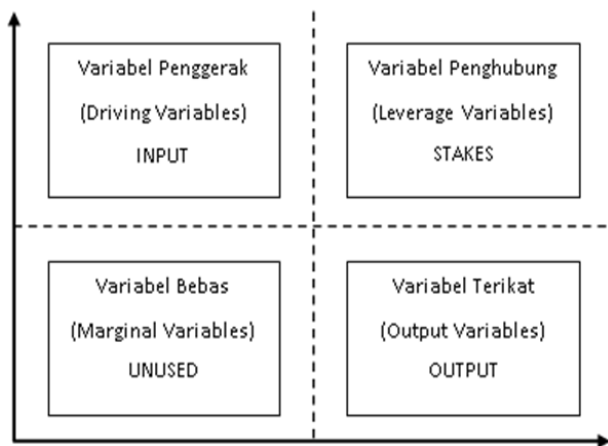 Variabel Penggerak
(Driving Variables)
INPUT
Variabel Penghubung
(Leverage Variables)
STAKES
Variabel Bebas
(Marginal Variables)
UNUSED
Variabel Terikat
(Output Variables)
OUTPUT